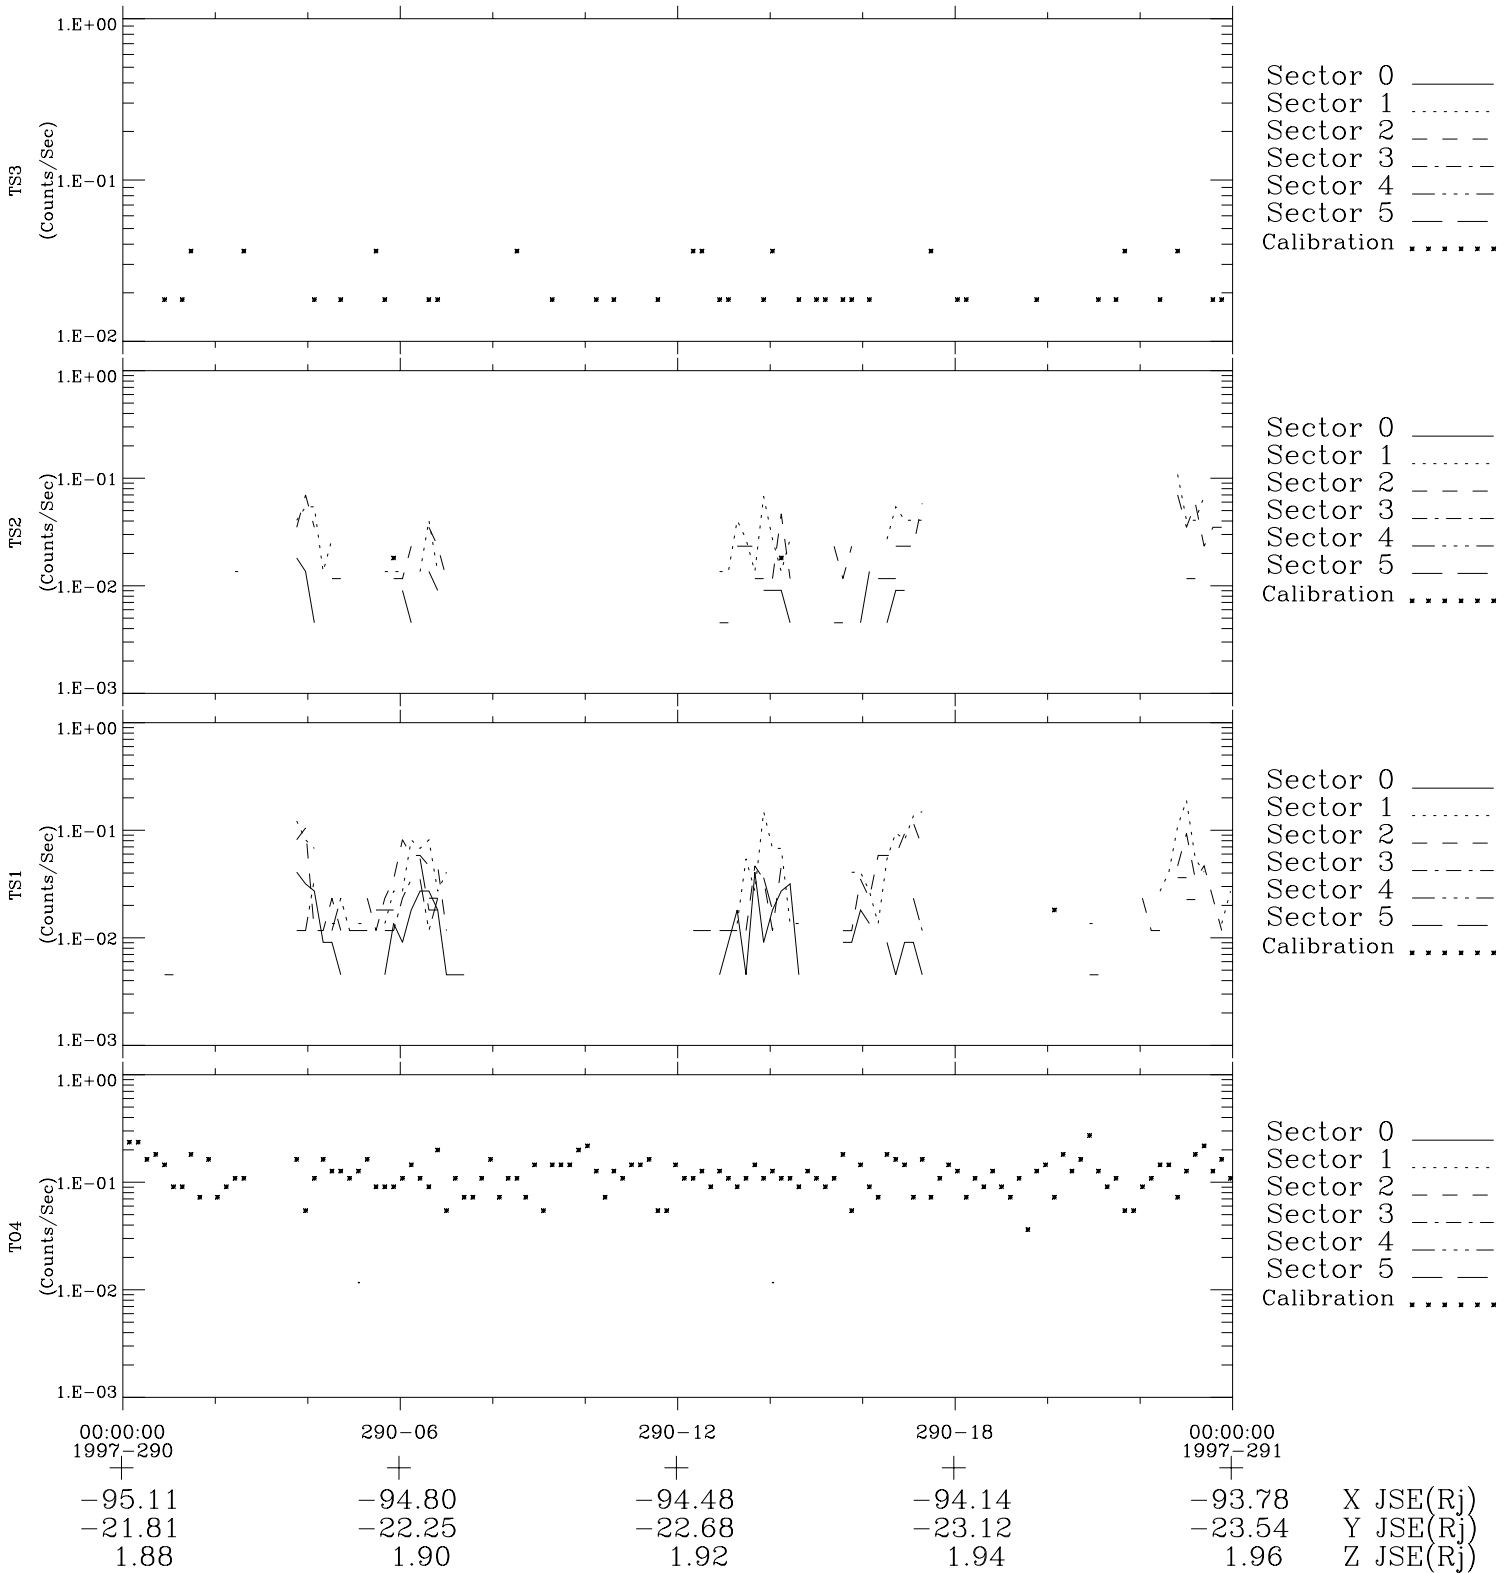 1.E+00
1.E-01
1.E-02
TS3
(Counts/Sec)
Sector 0
Sector 1
Sector 2
Sector 3
Sector 4
Sector 5
Calibration
1.E+00
1.E-01
1.E-02
1.E-03
TS2
(Counts/Sec)
Sector 0
Sector 1
Sector 2
Sector 3
Sector 4
Sector 5
Calibration
1.E+00
1.E-01
1.E-02
1.E-03
TS1
(Counts/Sec)
Sector 0
Sector 1
Sector 2
Sector 3
Sector 4
Sector 5
Calibration
1.E+00
1.E-01
1.E-02
1.E-03
TO4
(Counts/Sec)
Sector 0
Sector 1
Sector 2
Sector 3
Sector 4
Sector 5
Calibration
00:00:00 290-06 290-12 290-18 00:00:00
1997-290 1997-291
-95.11 -94.80 -94.48 -94.14 -93.78 X JSE(Rj)
-21.81 -22.25 -22.68 -23.12 -23.54 Y JSE(Rj)
1.88 1.90 1.92 1.94 1.96 Z JSE(Rj)